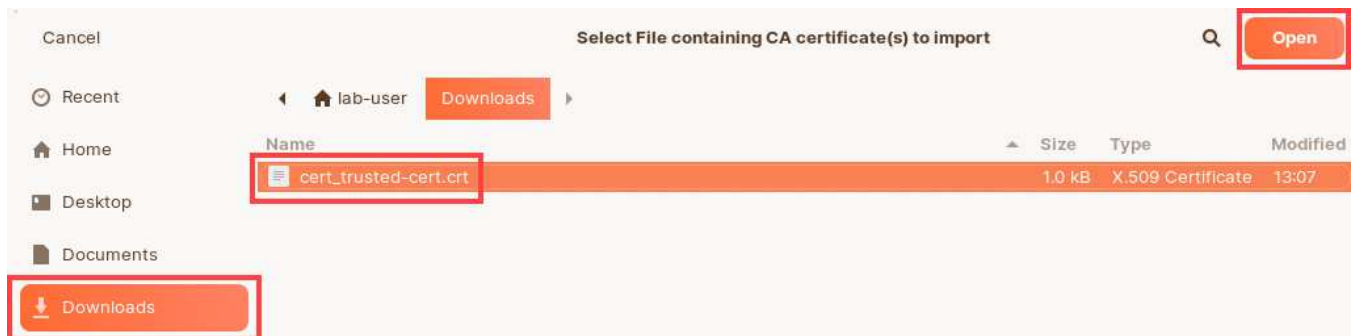 Cancel
Select File containing CA certificate(s) to import
Open
Recent
lab-user
Downloads
Home
Name
Size
Type
Modified
cert_trusted-cert.crt
1.0 kB
X.509 Certificate
13:07
Desktop
Documents
Downloads